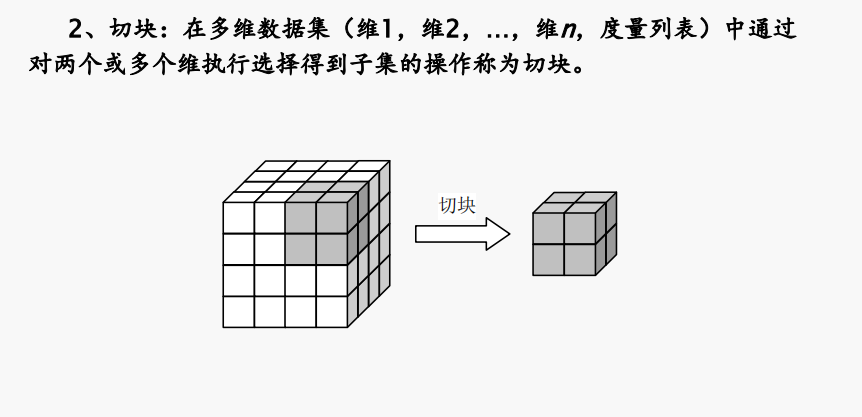 2、切块：在多维数据集（维1，维2，…，维n，度量列表）中通过
对两个或多个维执行选择得到子集的操作称为切块。
切块